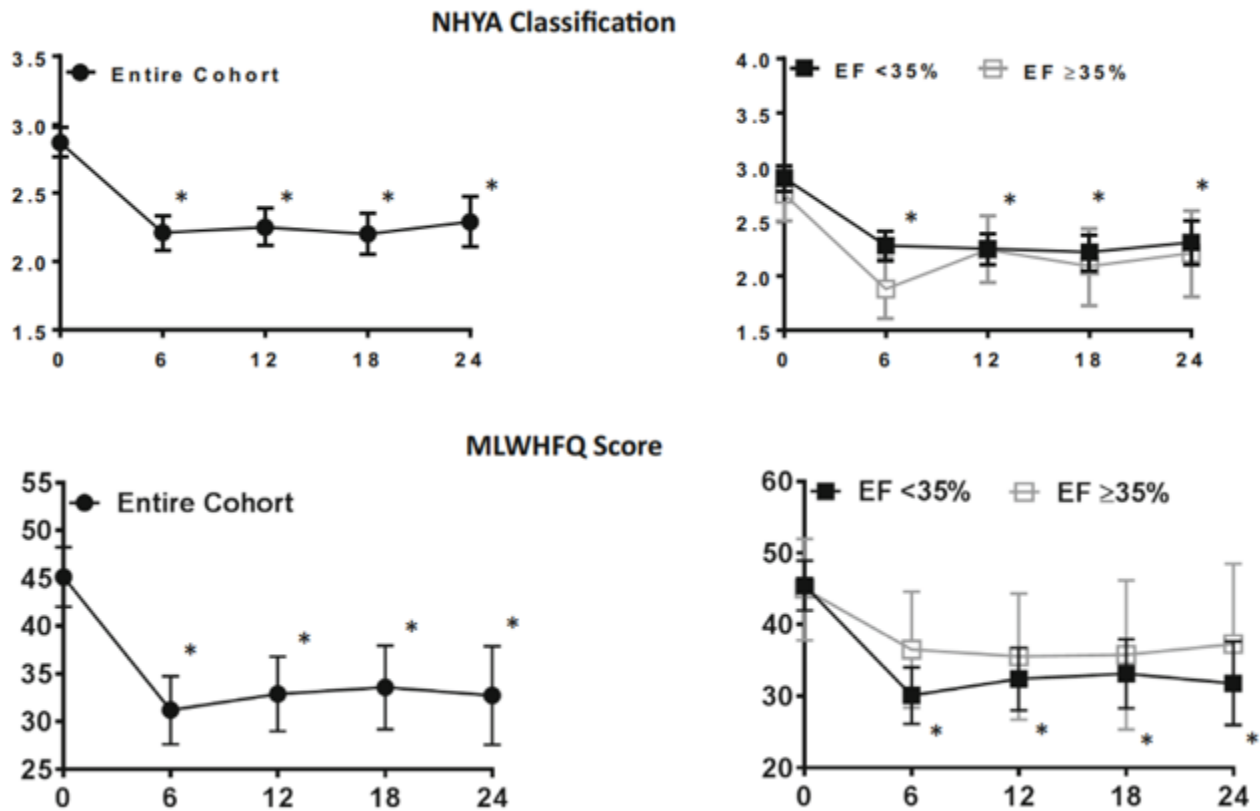 NHYA Classification
Entire Cohort
3.5
3.0
2.5
2.0
1.5
0 6 12 18 24
* * * *
EF <35% EF ≥35%
4.0
3.5
3.0
2.5
2.0
1.5
0 6 12 18 24
* * * *
MLWHFQ Score
Entire Cohort
55
50
45
40
35
30
25
0 6 12 18 24
* * * *
EF <35% EF ≥35%
60
50
40
30
20
0 6 12 18 24
* * * *